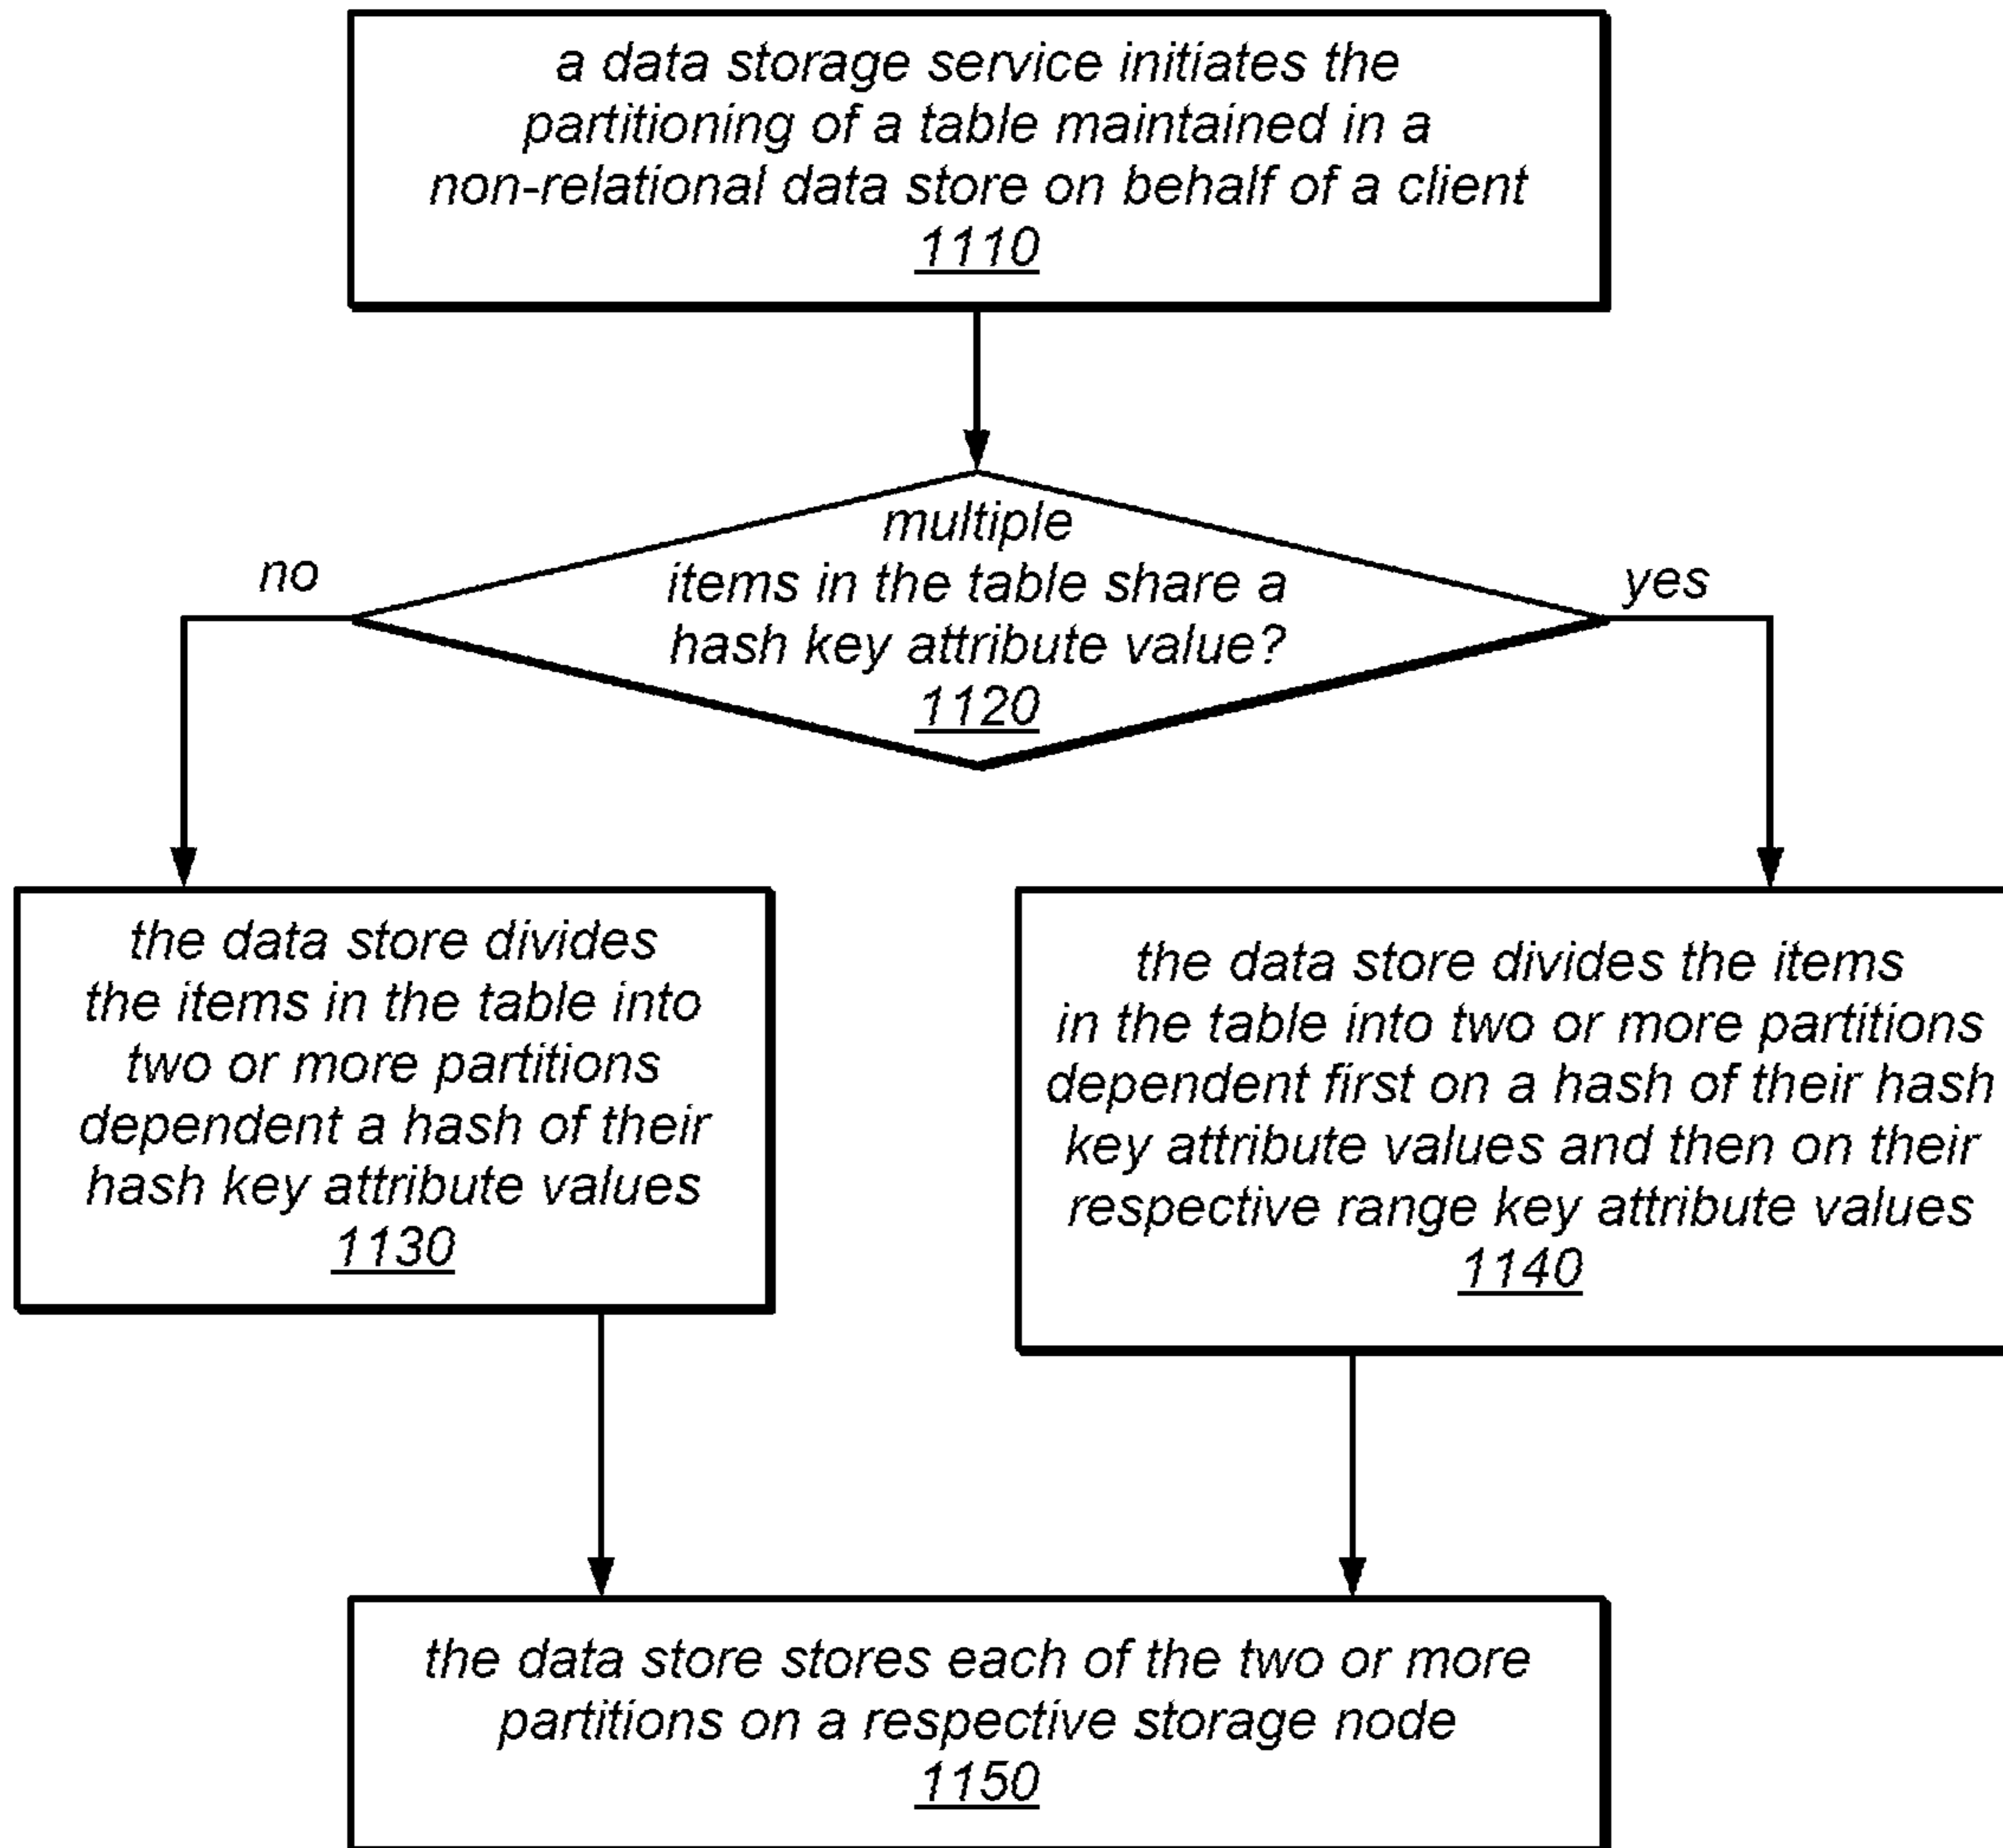 a data storage service initiates the
partitioning of a table maintained in a
non-relational data store on behalf of a client
1110
multiple
items in the table share a
hash key attribute value?
1120
no
yes
the data store divides
the items in the table into
two or more partitions
dependent a hash of their
hash key attribute values
1130
the data store divides the items
in the table into two or more partitions
dependent first on a hash of their hash
key attribute values and then on their
respective range key attribute values
1140
the data store stores each of the two or more
partitions on a respective storage node
1150